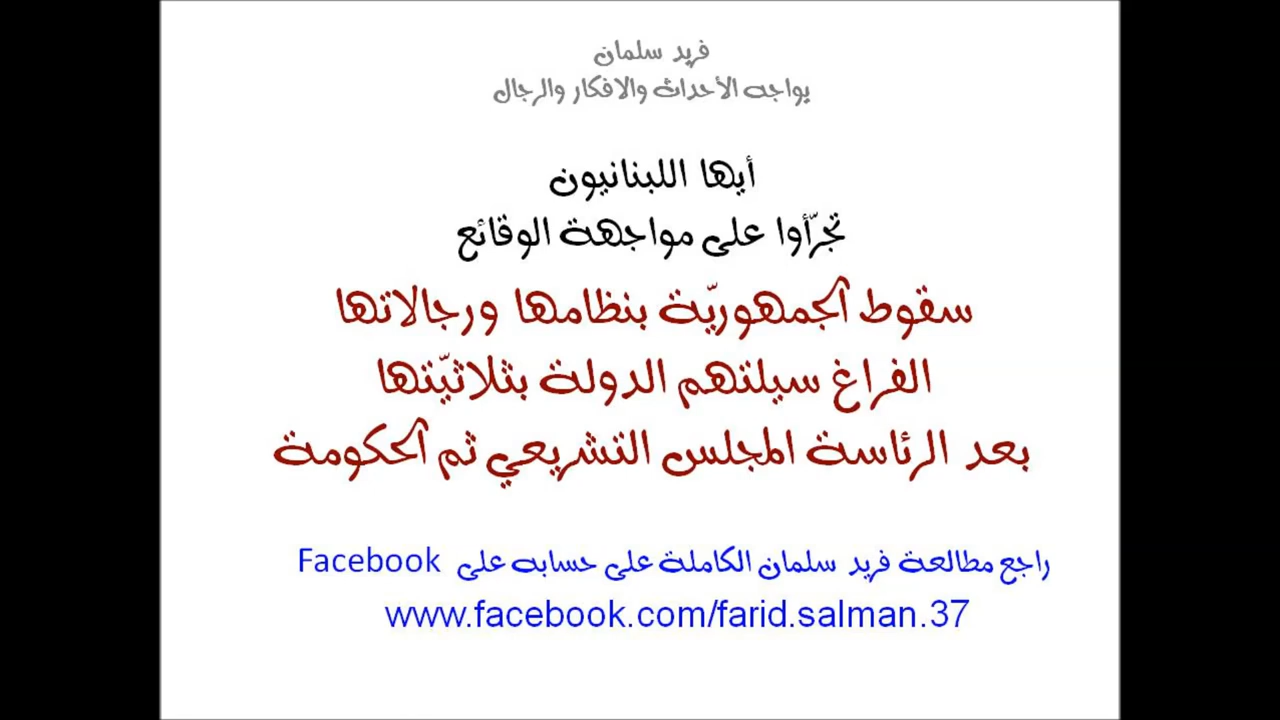 فريد سلمان
يواجه الأحداث والافكار والرجال
أيها اللبنانيون
تجرّأوا على مواجهة الوقائع
سقوط الجمهوريّة بنظامها ورجالاتها
الفراغ سيلتهم الدولة بثلاثيّتها
بعد الرئاسة المجلس التشريعي ثم الحكومة
راجع مطالعة فريد سلمان الكاملة على حسابه على Facebook
www.facebook.com/farid.salman.37